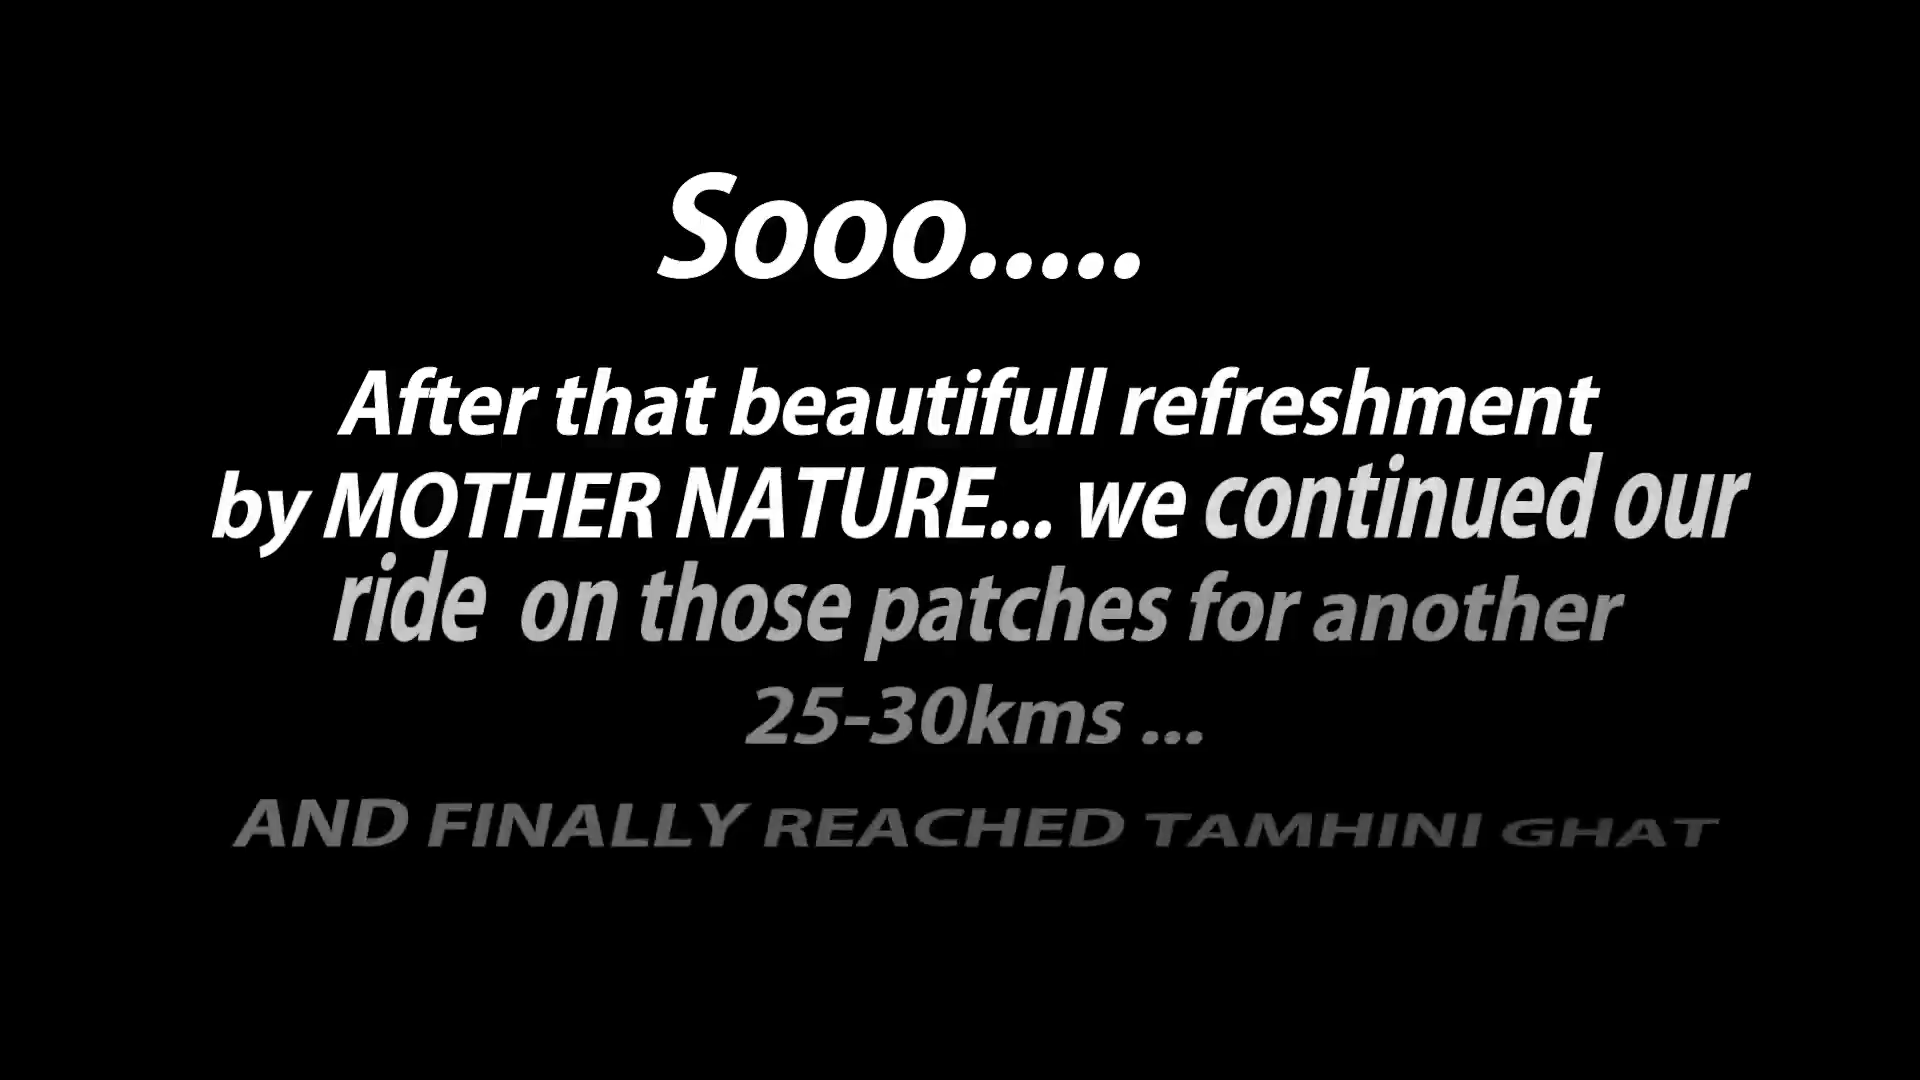 Sooo.....
After that beautifull refreshment
by MOTHER NATURE... we continued our
ride on those patches for another
25-30kms ...
AND FINALLY REACHED TAMHINI GHAT